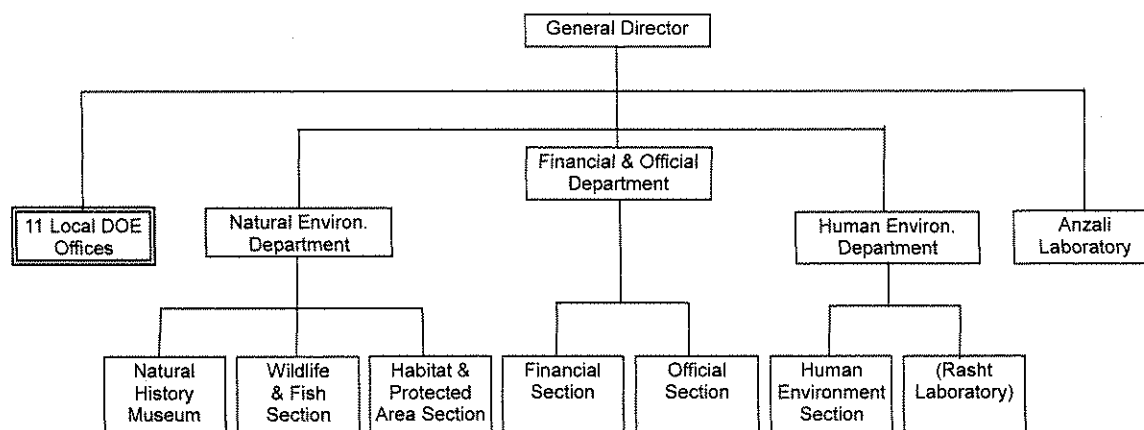 General Director
Financial & Official
Department
11 Local DOE
Offices
Natural Environ.
Department
Human Environ.
Department
Anzali
Laboratory
Natural
History
Museum
Wildlife
& Fish
Section
Habitat &
Protected
Area Section
Financial
Section
Official
Section
Human
Environment
Section
(Rasht
Laboratory)